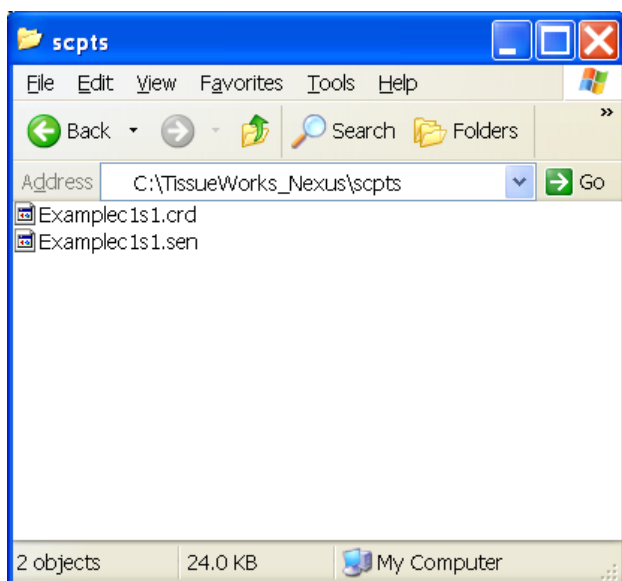 scpts
File Edit View Favorites Tools Help
Back Search Folders »
Address C:\TissueWorks_Nexus\scpts Go
Examplec1s1.crd
Examplec1s1.sen
2 objects 24.0 KB My Computer